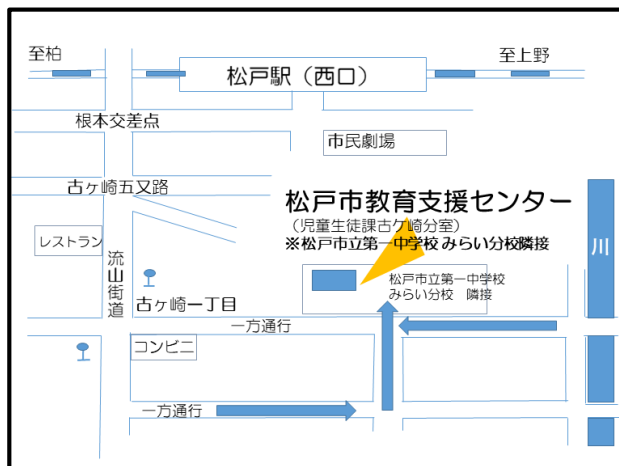 至柏
松戸駅（西口）
至上野
根本交差点
市民劇場
古ヶ崎五又路
松戸市教育支援センター
（児童生徒課古ケ崎分室）
※松戸市立第一中学校 みらい分校隣接
レストラン
流山街道
川
松戸市立第一中学校
みらい分校　隣接
古ヶ崎一丁目
一方通行
コンビニ
一方通行